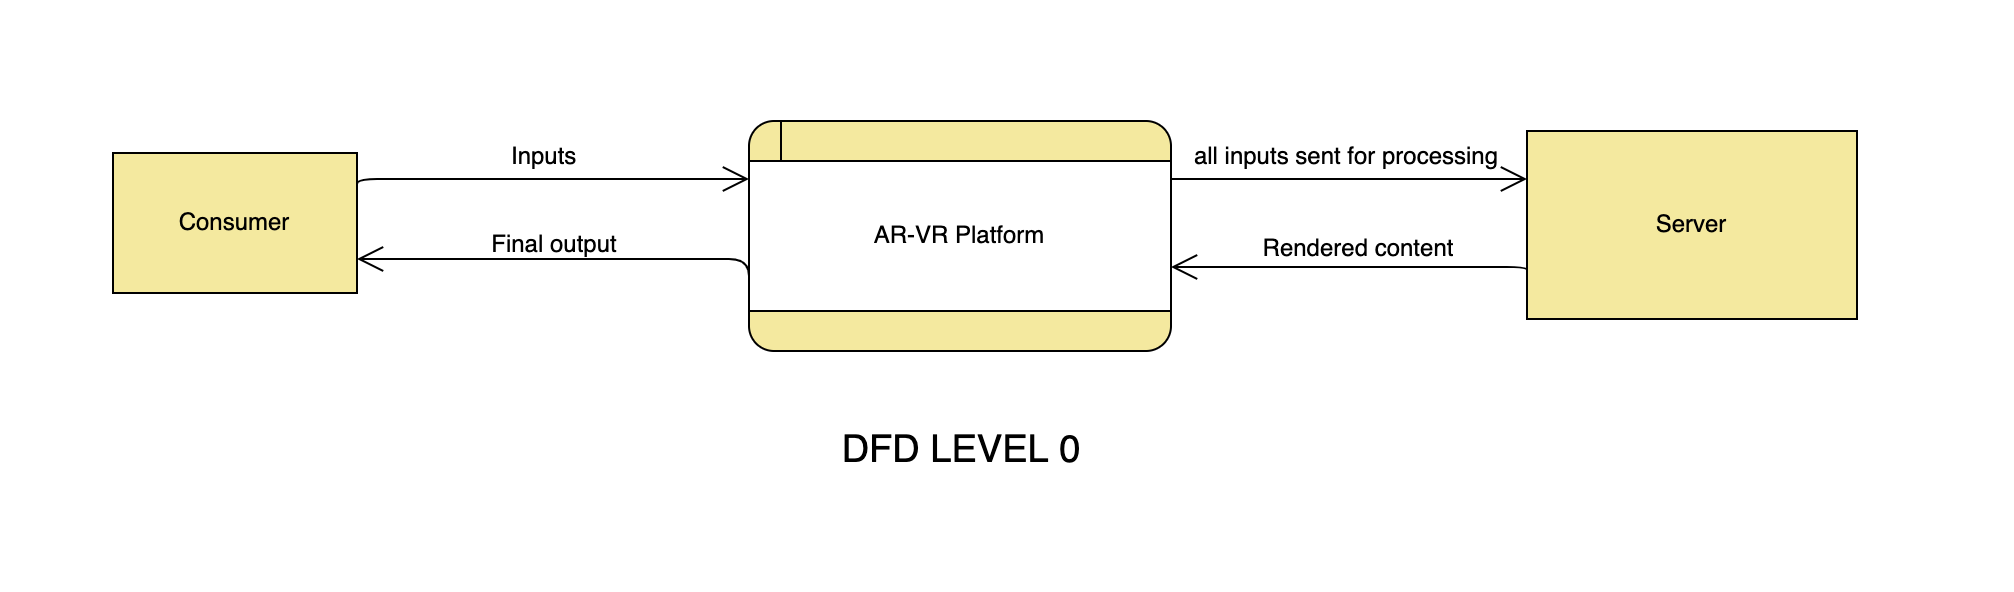 Inputs
all inputs sent for processing
Consumer
AR-VR Platform
Server
Final output
Rendered content
DFD LEVEL 0